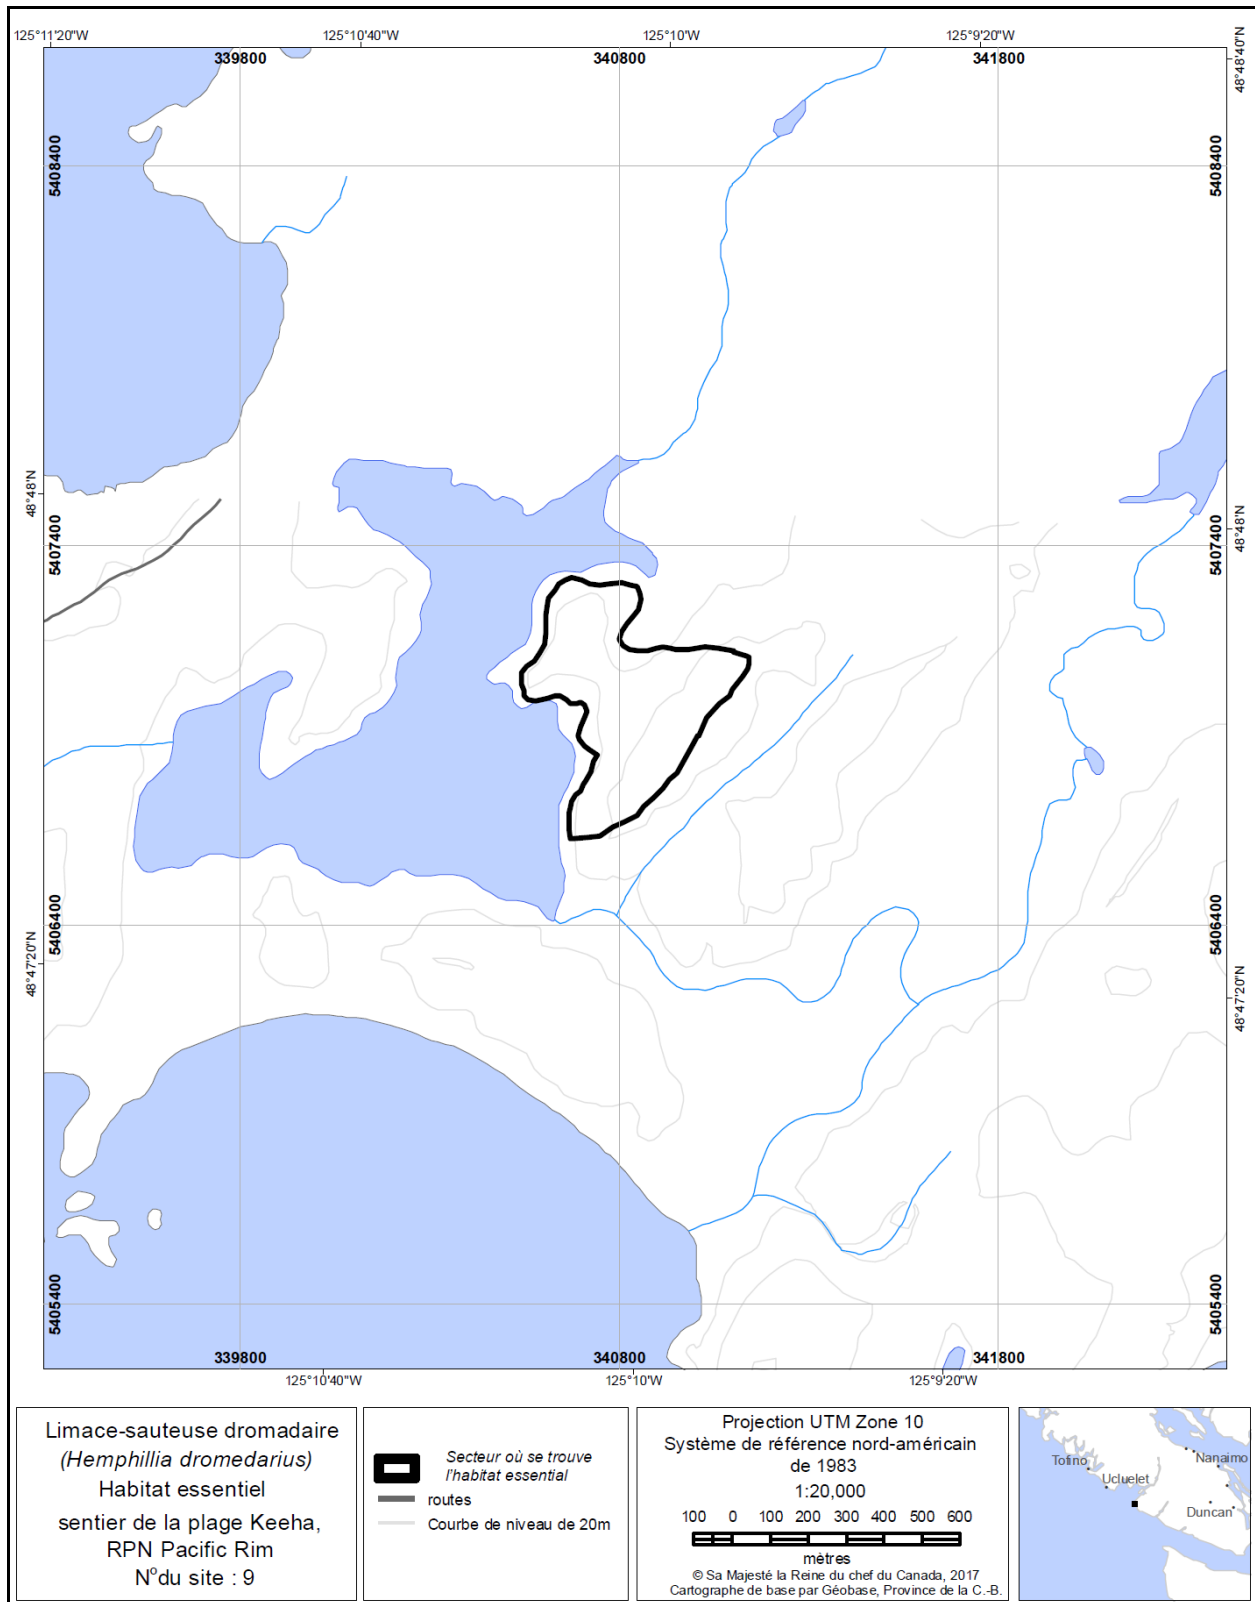 125°11'20"W
125°10'40"W
125°10'W
125°9'20"W
339800
340800
341800
48°48'40"N
5408400
5408400
48°48'N
48°48'N
5407400
5407400
5406400
5406400
48°47'20"N
48°47'20"N
5405400
5405400
339800
340800
341800
125°10'40"W
125°10'W
125°9'20"W
Limace-sauteuse dromadaire
(Hemphillia dromedarius)
Habitat essentiel
sentier de la plage Keeha,
RPN Pacific Rim
N°du site : 9
Secteur où se trouve
l'habitat essential
routes
Courbe de niveau de 20m
Projection UTM Zone 10
Système de référence nord-américain
de 1983
1:20,000
100 0 100 200 300 400 500 600
mètres
© Sa Majesté la Reine du chef du Canada, 2017
Cartographe de base par Géobase, Province de la C.-B.
Tofino
Ucluelet
Nanaimo
Duncan